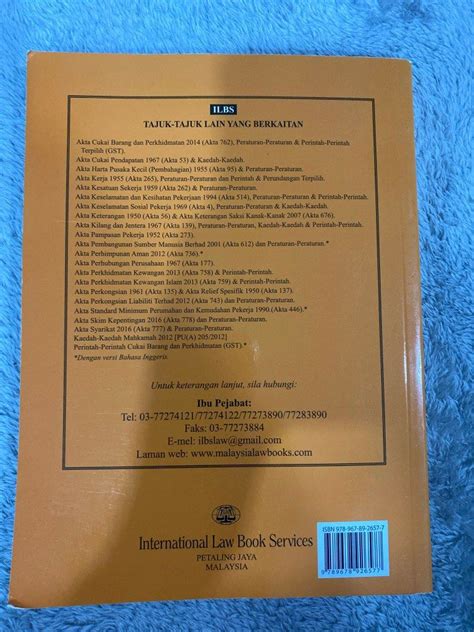 ILBS
TAJUK-TAJUK LAIN YANG BERKAITAN
Akta Cukai Barang dan Perkhidmatan 2014 (Akta 762), Peraturan-Peraturan & Perintah-Perintah
Terpilih (GST).
Akta Cukai Pendapatan 1967 (Akta 53) & Kaedah-Kaedah.
Akta Harta Pusaka Kecil (Pembahagian) 1955 (Akta 95) & Peraturan-Peraturan.
Akta Kerja 1955 (Akta 265), Peraturan-Peraturan dan Perintah & Perundangan Terpilih.
Akta Kesatuan Sekerja 1959 (Akta 262) & Peraturan-Peraturan.
Akta Keselamatan dan Kesihatan Pekerjaan 1994 (Akta 514), Peraturan-Peraturan & Perintah-Perintah.
Akta Keselamatan Sosial Pekerja 1969 (Akta 4), Peraturan-Peraturan & Kaedah-Kaedah.
Akta Keterangan 1950 (Akta 56) & Akta Keterangan Saksi Kanak-Kanak 2007 (Akta 676).
Akta Kilang dan Jentera 1967 (Akta 139), Peraturan-Peraturan, Kaedah-Kaedah & Perintah-Perintah.
Akta Pampasan Pekerja 1952 (Akta 273).
Akta Pembangunan Sumber Manusia Berhad 2001 (Akta 612) dan Peraturan-Peraturan.*
Akta Perhimpunan Aman 2012 (Akta 736).*
Akta Perhubungan Perusahaan 1967 (Akta 177).
Akta Perkhidmatan Kewangan 2013 (Akta 758) & Perintah-Perintah.
Akta Perkhidmatan Kewangan Islam 2013 (Akta 759) & Perintah-Perintah.
Akta Perkongsian 1961 (Akta 135) & Akta Relief Spesifik 1950 (Akta 137).
Akta Perkongsian Liabiliti Terhad 2012 (Akta 743) dan Peraturan-Peraturan.
Akta Standard Minimum Perumahan dan Kemudahan Pekerja 1990 (Akta 446).*
Akta Skim Kepentingan 2016 (Akta 778) dan Peraturan-Peraturan.
Akta Syarikat 2016 (Akta 777) & Peraturan-Peraturan.
Kaedah-Kaedah Mahkamah 2012 [PU(A) 205/2012]
Perintah-Perintah Cukai Barang dan Perkhidmatan (GST).*
*Dengan versi Bahasa Inggeris.
Untuk keterangan lanjut, sila hubungi:
Ibu Pejabat:
Tel: 03-77274121/77274122/77273890/77283890
Faks: 03-77273884
E-mel: ilbslaw@gmail.com
Laman web: www.malaysialawbooks.com
International Law Book Services
PETALING JAYA
MALAYSIA
ISBN 978-967-89-2657-7
9 789678 926577